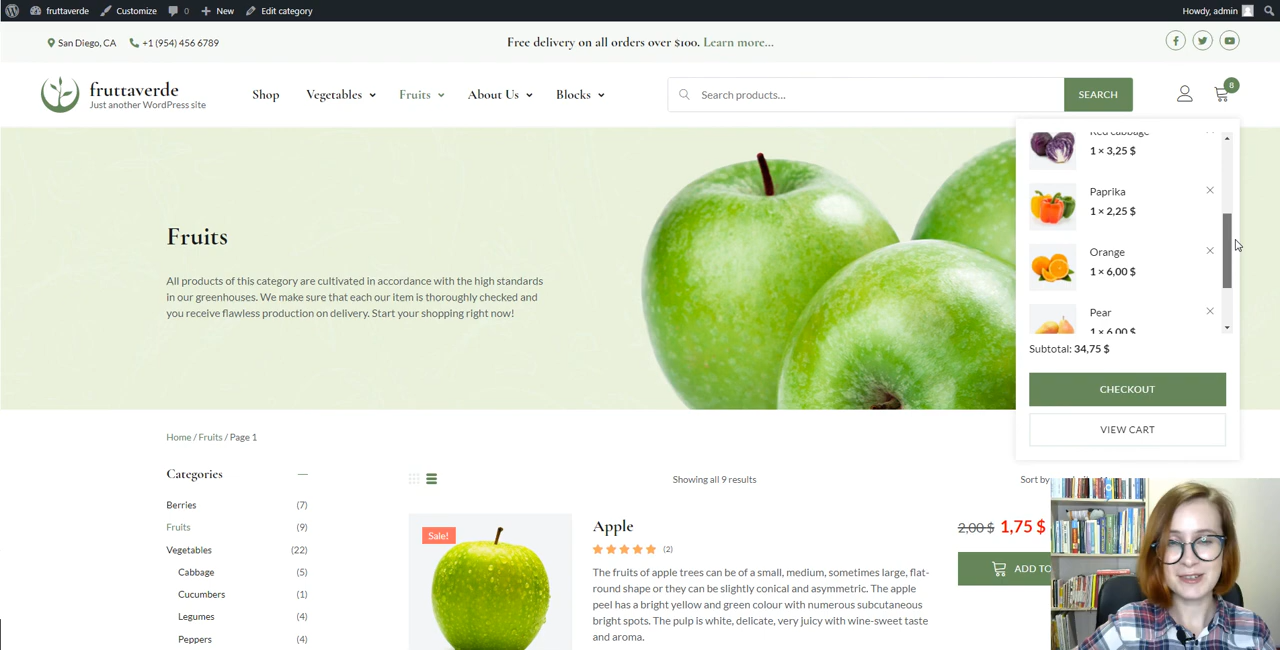 fruttaverde Customize 0 New Edit category Howdy, admin
San Diego, CA +1 (954) 456 6789 Free delivery on all orders over $100. Learn more...
fruttaverde
Just another WordPress site
Shop Vegetables Fruits About Us Blocks Search products... SEARCH 8
Red cabbage
1 × 3,25 $
Paprika
1 × 2,25 $
Orange
1 × 6,00 $
Pear
1 × 6,00 $
Subtotal: 34,75 $
CHECKOUT
VIEW CART
Fruits
All products of this category are cultivated in accordance with the high standards
in our greenhouses. We make sure that each our item is thoroughly checked and
you receive flawless production on delivery. Start your shopping right now!
Home / Fruits / Page 1
Categories
Berries (7)
Fruits (9)
Vegetables (22)
Cabbage (5)
Cucumbers (1)
Legumes (4)
Peppers (4)
Showing all 9 results Sort by
Sale!
Apple
(2)
The fruits of apple trees can be of a small, medium, sometimes large, flat-
round shape or they can be slightly conical and asymmetric. The apple
peel has a bright yellow and green colour with numerous subcutaneous
bright spots. The pulp is white, delicate, very juicy with wine-sweet taste
and aroma.
2,00 $ 1,75 $
ADD TO